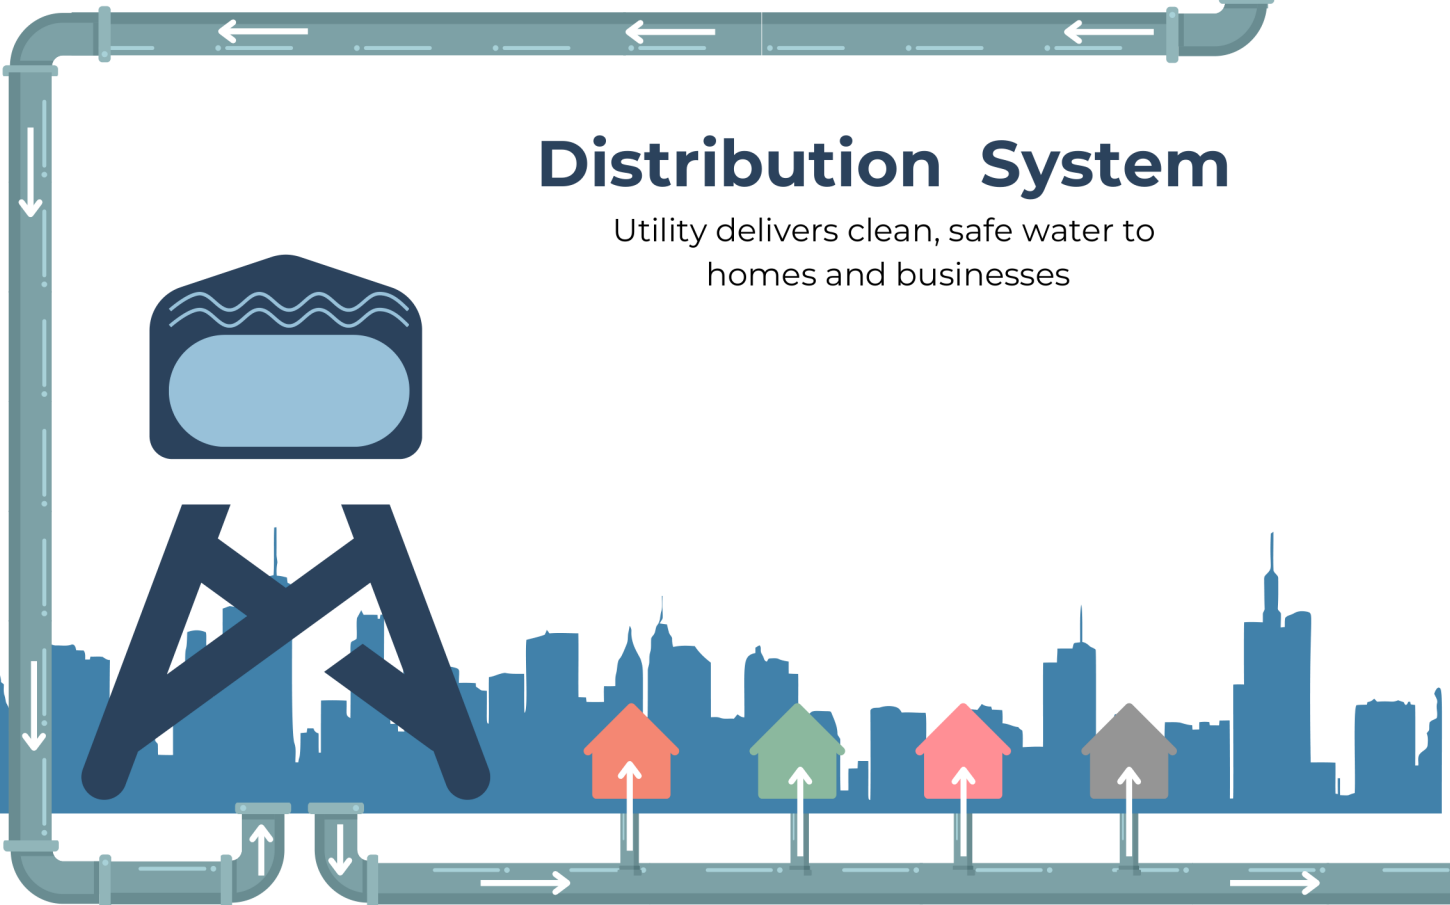 Distribution System
Utility delivers clean, safe water to
homes and businesses